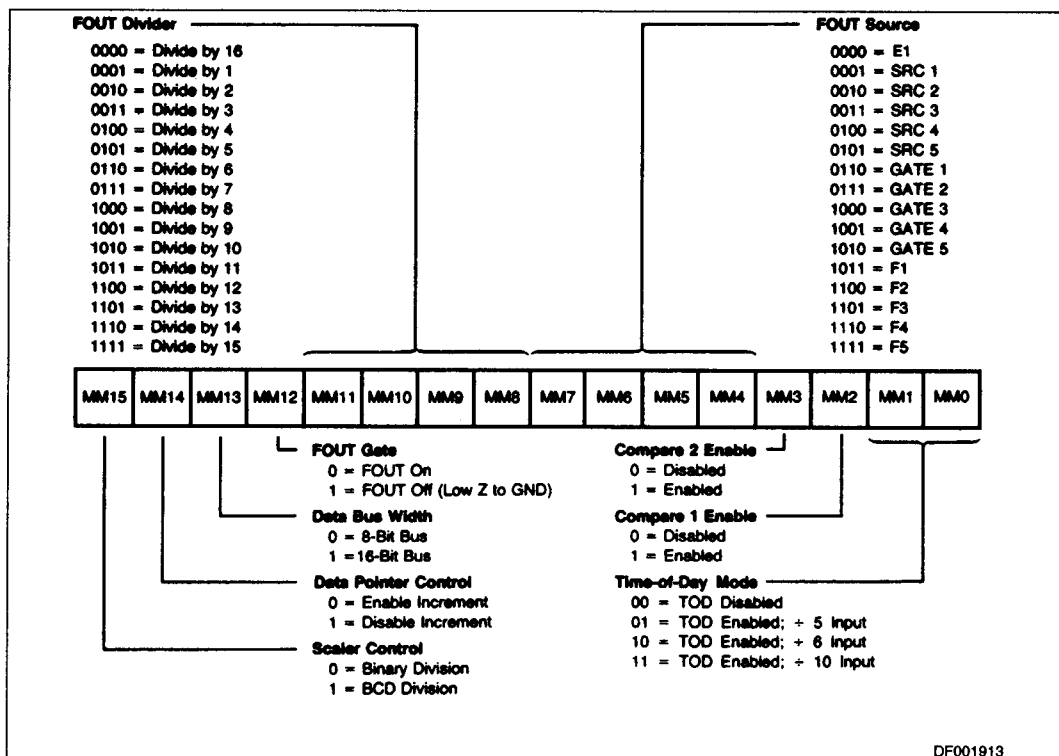 FOUT Divider
0000 = Divide by 16
0001 = Divide by 1
0010 = Divide by 2
0011 = Divide by 3
0100 = Divide by 4
0101 = Divide by 5
0110 = Divide by 6
0111 = Divide by 7
1000 = Divide by 8
1001 = Divide by 9
1010 = Divide by 10
1011 = Divide by 11
1100 = Divide by 12
1101 = Divide by 13
1110 = Divide by 14
1111 = Divide by 15
FOUT Source
0000 = E1
0001 = SRC 1
0010 = SRC 2
0011 = SRC 3
0100 = SRC 4
0101 = SRC 5
0110 = GATE 1
0111 = GATE 2
1000 = GATE 3
1001 = GATE 4
1010 = GATE 5
1011 = F1
1100 = F2
1101 = F3
1110 = F4
1111 = F5
MM15 MM14 MM13 MM12 MM11 MM10 MM9 MM8 MM7 MM6 MM5 MM4 MM3 MM2 MM1 MM0
FOUT Gate
0 = FOUT On
1 = FOUT Off (Low Z to GND)
Data Bus Width
0 = 8-Bit Bus
1 = 16-Bit Bus
Data Pointer Control
0 = Enable Increment
1 = Disable Increment
Scaler Control
0 = Binary Division
1 = BCD Division
Compare 2 Enable
0 = Disabled
1 = Enabled
Compare 1 Enable
0 = Disabled
1 = Enabled
Time-of-Day Mode
00 = TOD Disabled
01 = TOD Enabled; ÷ 5 Input
10 = TOD Enabled; ÷ 6 Input
11 = TOD Enabled; ÷ 10 Input
DF001913